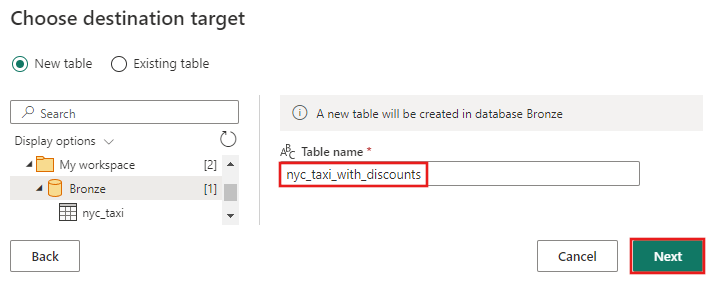 Choose destination target
New table
Existing table
Search
Display options
My workspace [2]
Bronze [1]
nyc_taxi
A new table will be created in database Bronze
ABC Table name *
nyc_taxi_with_discounts
Back
Cancel
Next